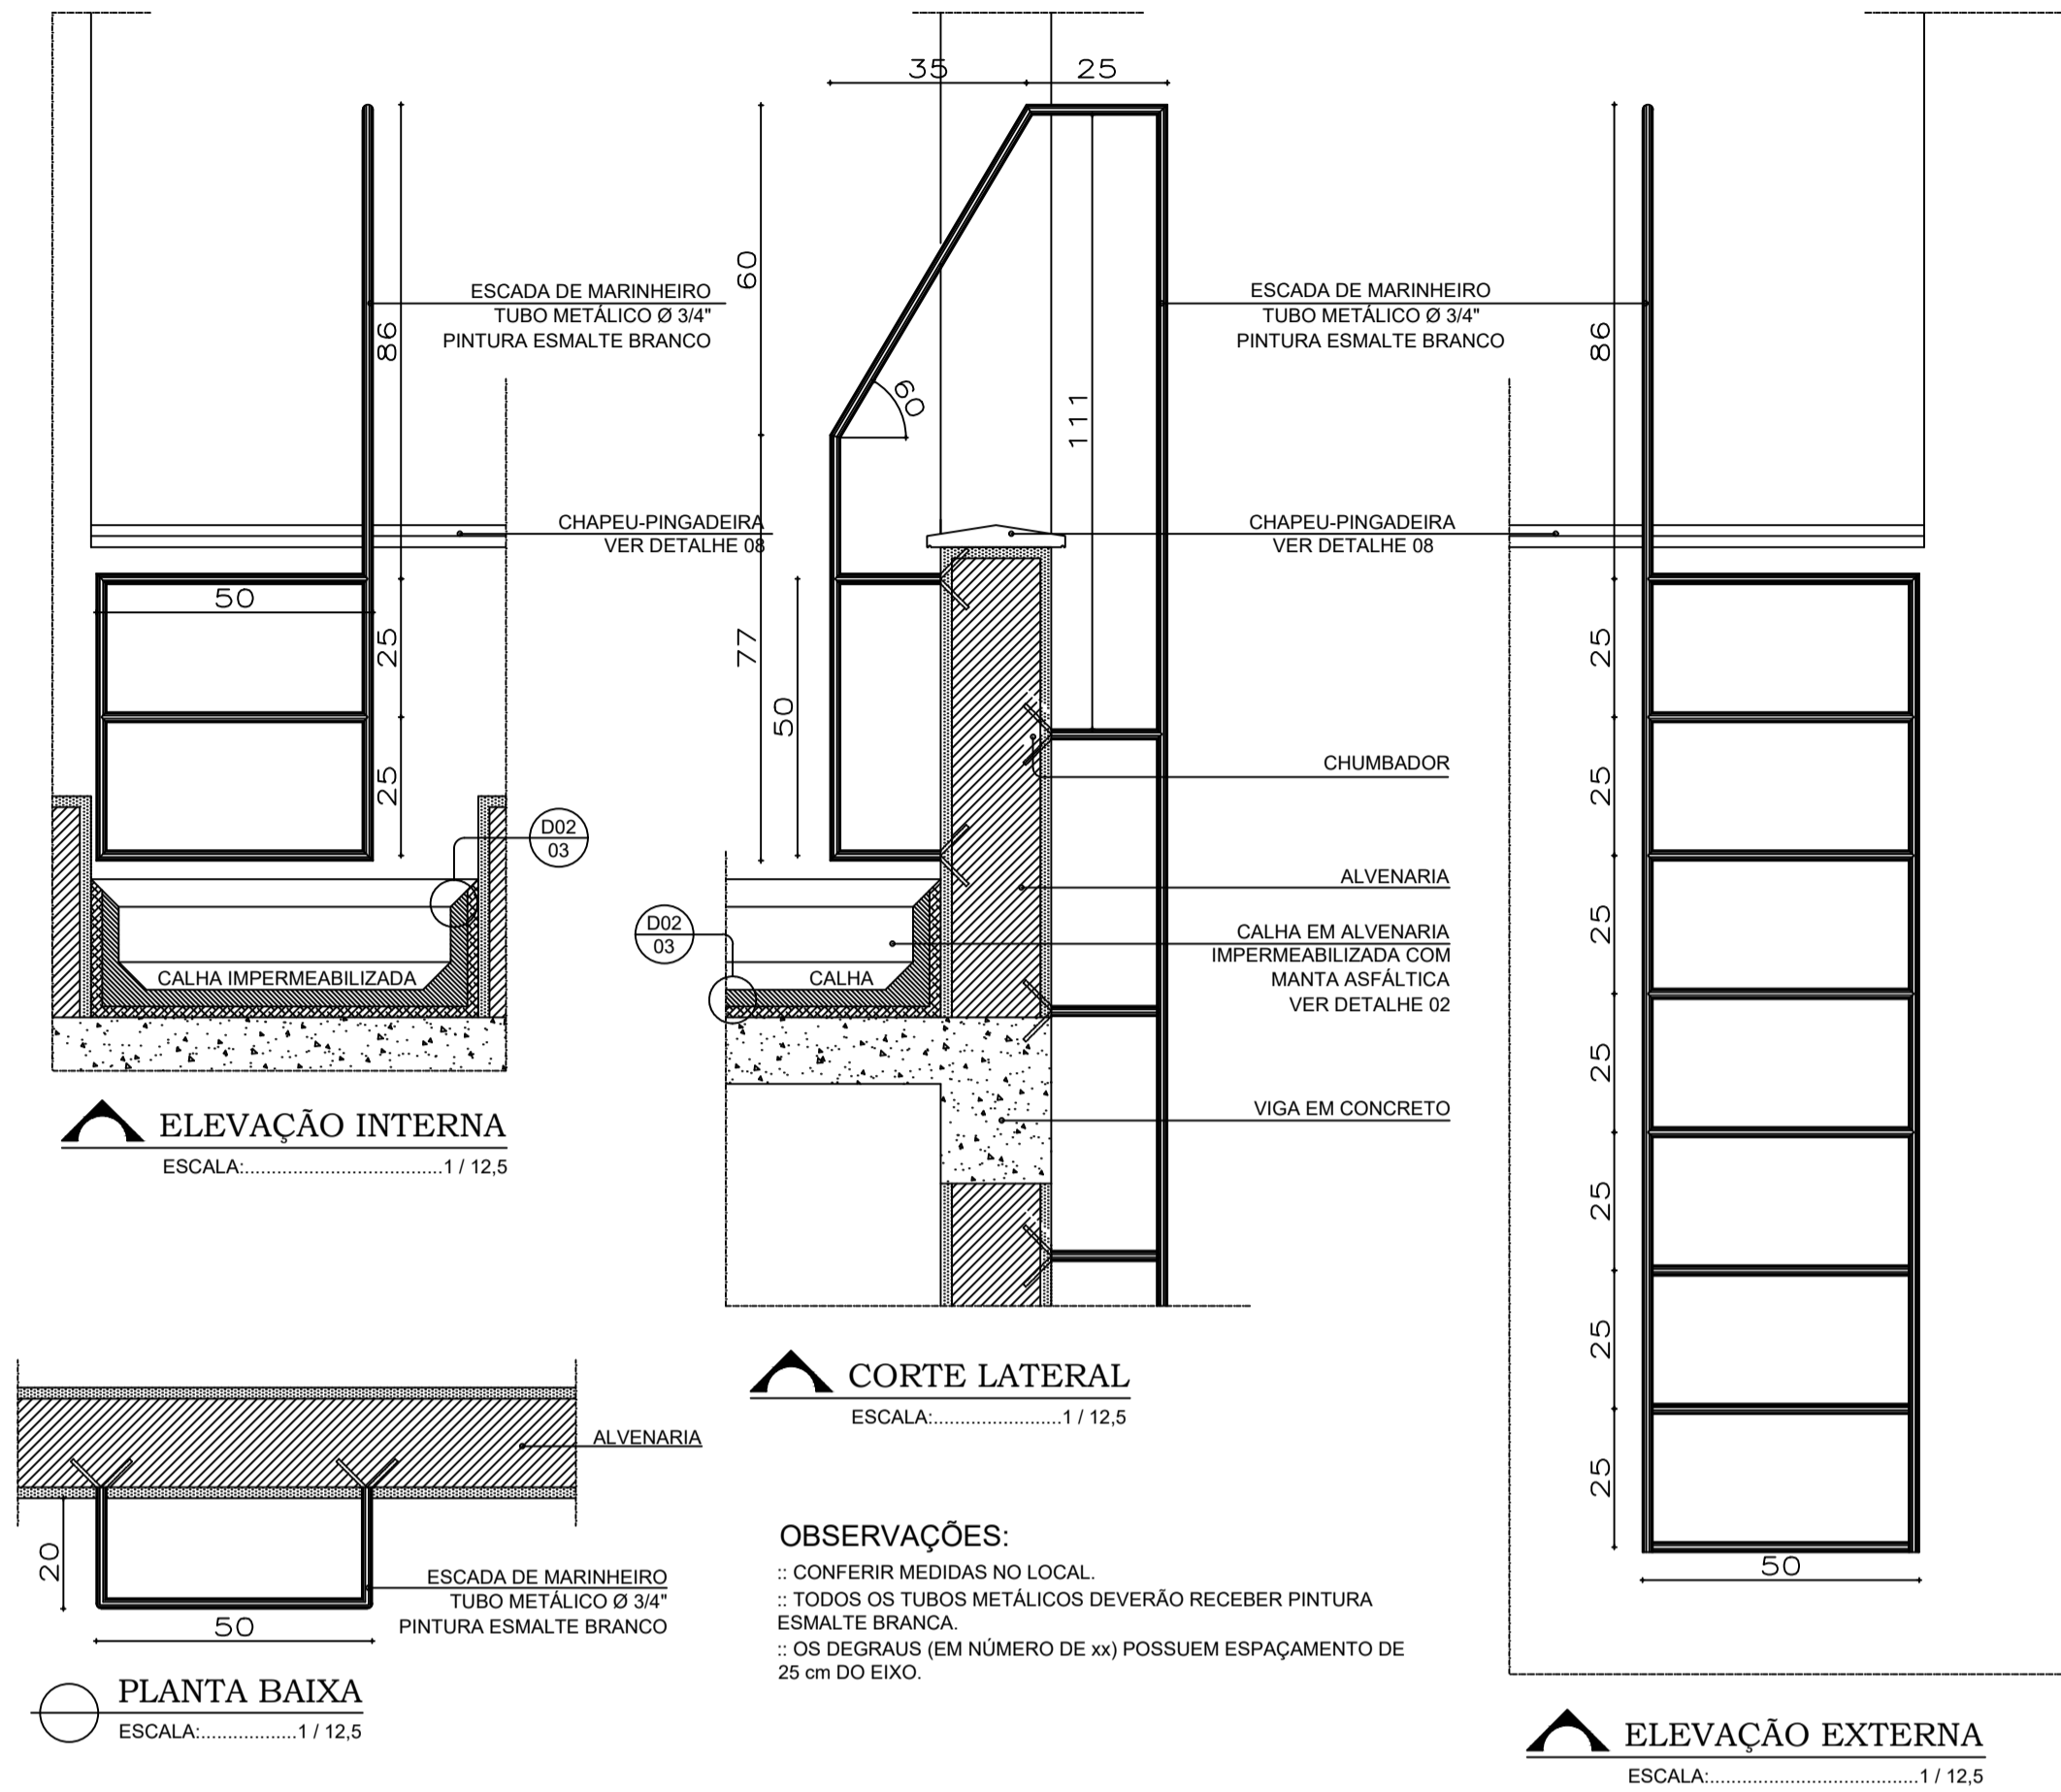 35
25
60
77
50
111
60
ESCADA DE MARINHEIRO
TUBO METÁLICO Ø 3/4"
PINTURA ESMALTE BRANCO
86
CHAPEU-PINGADEIRA
VER DETALHE 08
50
25
25
D02
03
CALHA IMPERMEABILIZADA
ELEVAÇÃO INTERNA
ESCALA:.....................................1 / 12,5
ESCADA DE MARINHEIRO
TUBO METÁLICO Ø 3/4"
PINTURA ESMALTE BRANCO
CHAPEU-PINGADEIRA
VER DETALHE 08
CHUMBADOR
ALVENARIA
D02
03
CALHA
CALHA EM ALVENARIA
IMPERMEABILIZADA COM
MANTA ASFÁLTICA
VER DETALHE 02
VIGA EM CONCRETO
CORTE LATERAL
ESCALA:........................1 / 12,5
86
25
25
25
25
25
25
25
50
ELEVAÇÃO EXTERNA
ESCALA:.......................................1 / 12,5
ALVENARIA
20
50
ESCADA DE MARINHEIRO
TUBO METÁLICO Ø 3/4"
PINTURA ESMALTE BRANCO
PLANTA BAIXA
ESCALA:..................1 / 12,5
OBSERVAÇÕES:
:: CONFERIR MEDIDAS NO LOCAL.
:: TODOS OS TUBOS METÁLICOS DEVERÃO RECEBER PINTURA
ESMALTE BRANCA.
:: OS DEGRAUS (EM NÚMERO DE xx) POSSUEM ESPAÇAMENTO DE
25 cm DO EIXO.